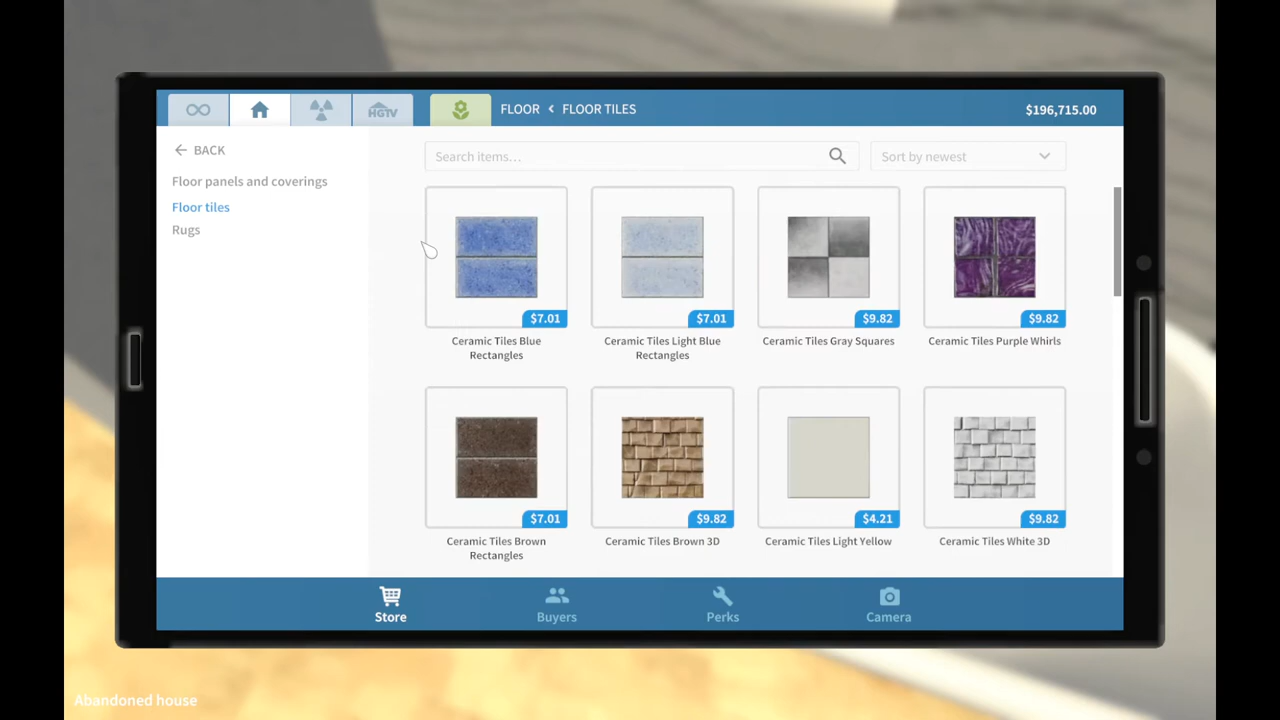 HGTV
FLOOR < FLOOR TILES
$196,715.00
BACK
Search items...
Sort by newest
Floor panels and coverings
Floor tiles
Rugs
$7.01
$7.01
$9.82
$9.82
Ceramic Tiles Blue
Rectangles
Ceramic Tiles Light Blue
Rectangles
Ceramic Tiles Gray Squares
Ceramic Tiles Purple Whirls
$7.01
$9.82
$4.21
$9.82
Ceramic Tiles Brown
Rectangles
Ceramic Tiles Brown 3D
Ceramic Tiles Light Yellow
Ceramic Tiles White 3D
Store
Buyers
Perks
Camera
Abandoned house